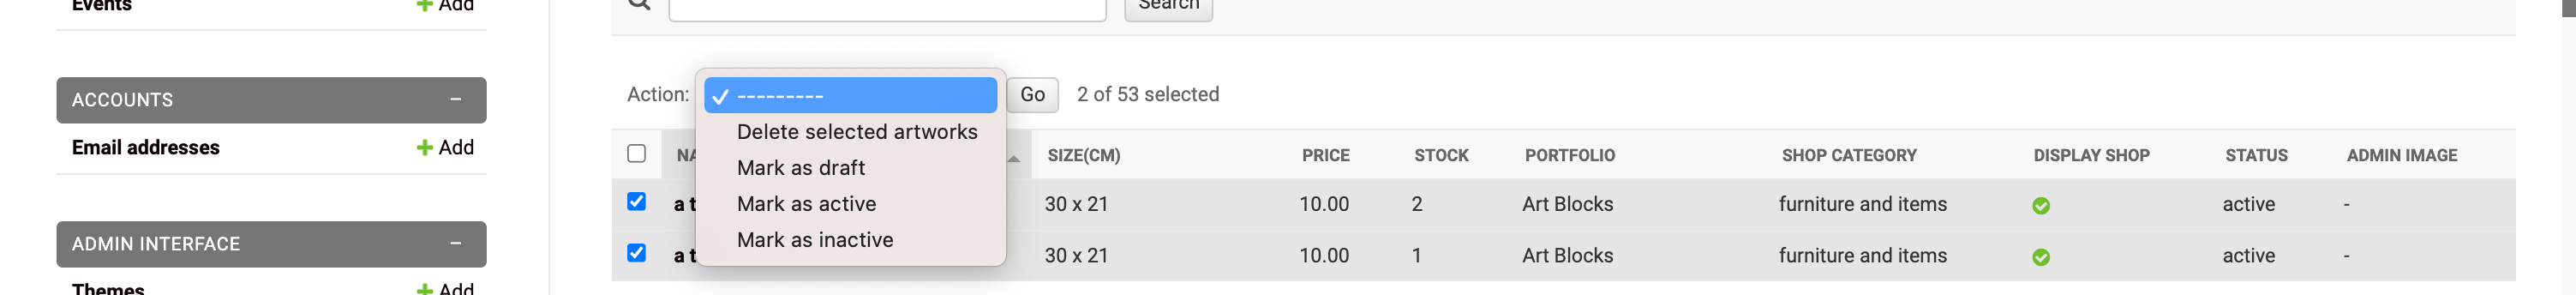 Events Add
Search
ACCOUNTS −
Email addresses Add
ADMIN INTERFACE −
Themes Add
Action: --------- Go 2 of 53 selected
Delete selected artworks
Mark as draft
Mark as active
Mark as inactive
SIZE(CM) PRICE STOCK PORTFOLIO SHOP CATEGORY DISPLAY SHOP STATUS ADMIN IMAGE
a t 30 x 21 10.00 2 Art Blocks furniture and items active -
a t 30 x 21 10.00 1 Art Blocks furniture and items active -